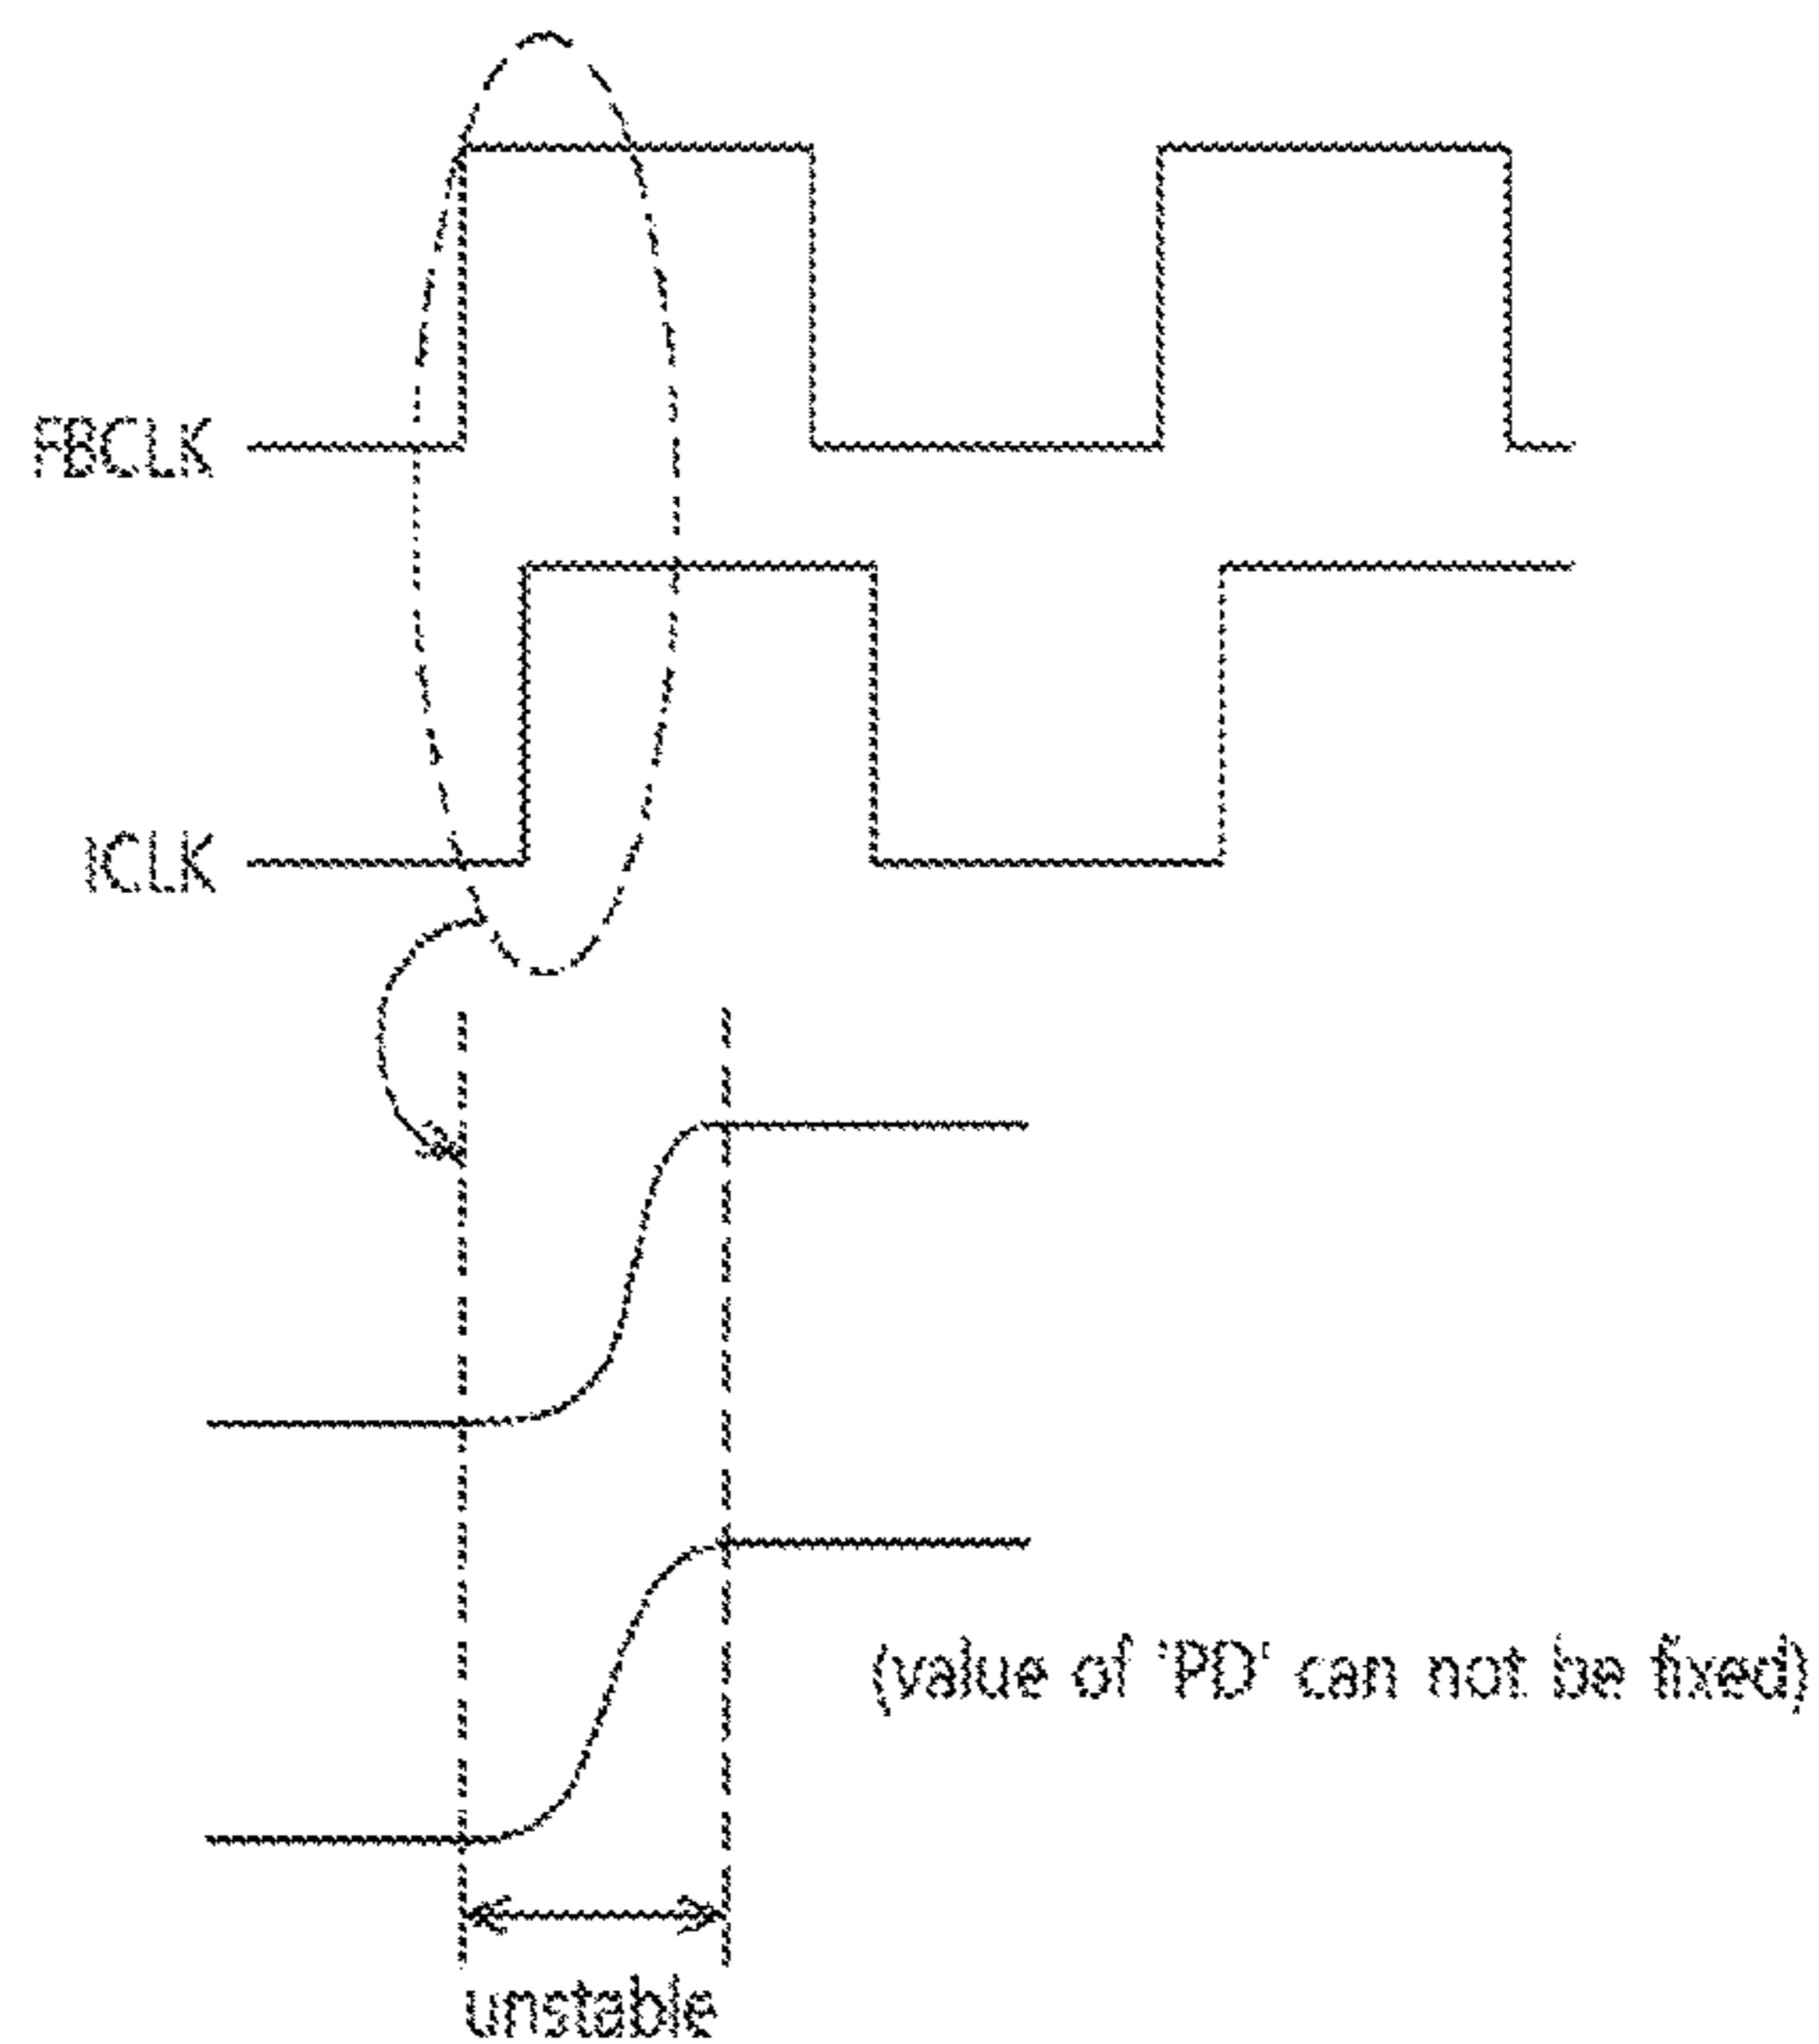 FBCLK
ICLK
(value of 'PD' can not be fixed)
unstable